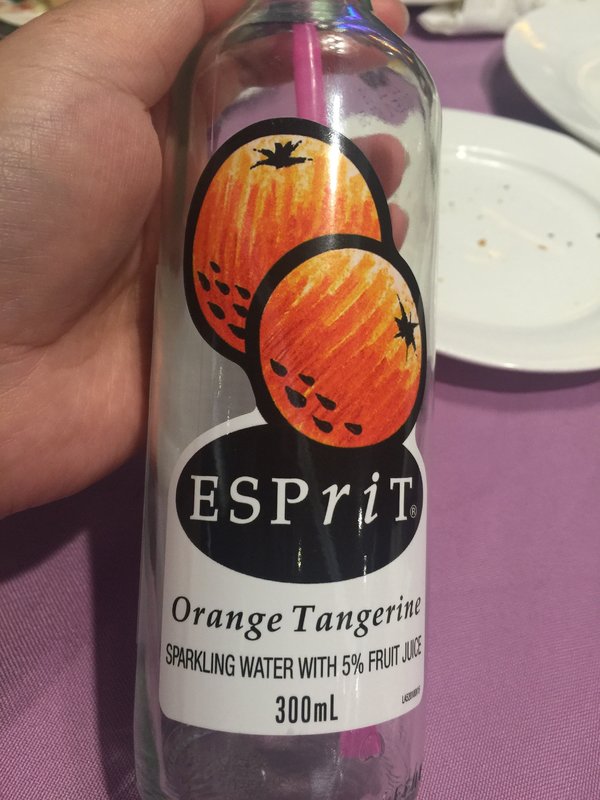 ESPriT®
Orange Tangerine
SPARKLING WATER WITH 5% FRUIT JUICE
300mL